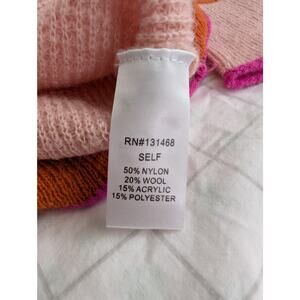 RN#131468
SELF
50% NYLON
20% WOOL
15% ACRYLIC
15% POLYESTER